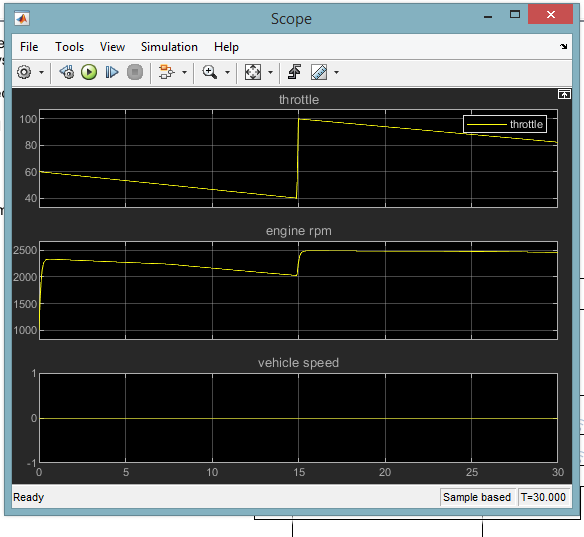 Scope
File Tools View Simulation Help
throttle
throttle
100
80
60
40
engine rpm
2500
2000
1500
1000
vehicle speed
1
0
-1
0 5 10 15 20 25 30
Ready Sample based T=30.000